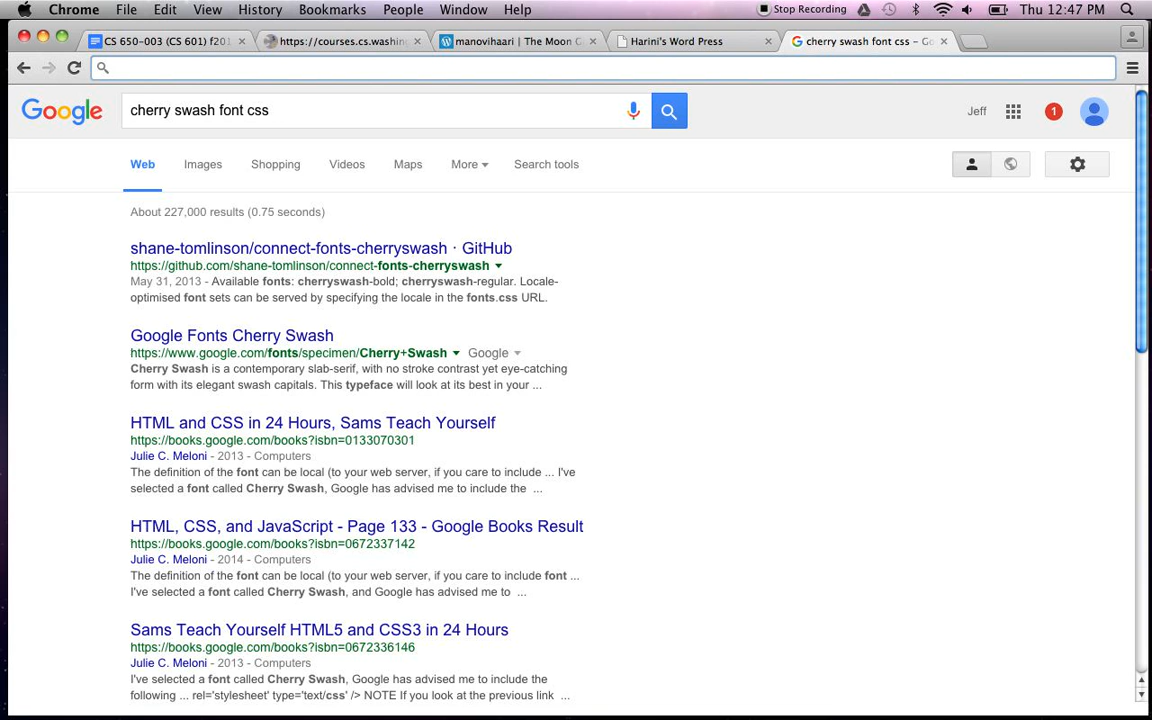 Chrome File Edit View History Bookmarks People Window Help Stop Recording Thu 12:47 PM
CS 650-003 (CS 601) f201 https://courses.cs.washing manovihaari | The Moon G Harini's Word Press cherry swash font css - Go
Google cherry swash font css Jeff 1
Web Images Shopping Videos Maps More Search tools
About 227,000 results (0.75 seconds)
shane-tomlinson/connect-fonts-cherryswash · GitHub
https://github.com/shane-tomlinson/connect-fonts-cherryswash
May 31, 2013 - Available fonts: cherryswash-bold; cherryswash-regular. Locale-
optimised font sets can be served by specifying the locale in the fonts.css URL.
Google Fonts Cherry Swash
https://www.google.com/fonts/specimen/Cherry+Swash Google
Cherry Swash is a contemporary slab-serif, with no stroke contrast yet eye-catching
form with its elegant swash capitals. This typeface will look at its best in your ...
HTML and CSS in 24 Hours, Sams Teach Yourself
https://books.google.com/books?isbn=0133070301
Julie C. Meloni - 2013 - Computers
The definition of the font can be local (to your web server, if you care to include ... I've
selected a font called Cherry Swash, Google has advised me to include the ...
HTML, CSS, and JavaScript - Page 133 - Google Books Result
https://books.google.com/books?isbn=0672337142
Julie C. Meloni - 2014 - Computers
The definition of the font can be local (to your web server, if you care to include font ...
I've selected a font called Cherry Swash, and Google has advised me to ...
Sams Teach Yourself HTML5 and CSS3 in 24 Hours
https://books.google.com/books?isbn=0672336146
Julie C. Meloni - 2013 - Computers
I've selected a font called Cherry Swash, Google has advised me to include the
following ... rel='stylesheet' type='text/css' /> NOTE If you look at the previous link ...